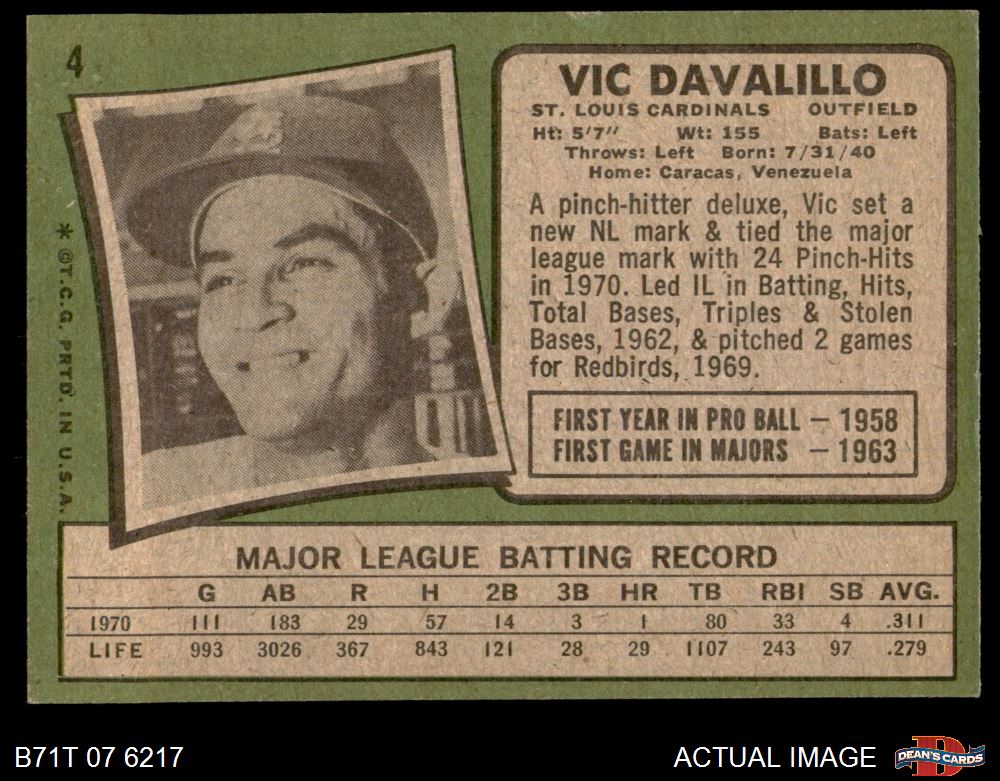 4
VIC DAVALILLO
ST. LOUIS CARDINALS OUTFIELD
Ht: 5'7" Wt: 155 Bats: Left
Throws: Left Born: 7/31/40
Home: Caracas, Venezuela
A pinch-hitter deluxe, Vic set a
new NL mark & tied the major
league mark with 24 Pinch-Hits
in 1970. Led IL in Batting, Hits,
Total Bases, Triples & Stolen
Bases, 1962, & pitched 2 games
for Redbirds, 1969.
FIRST YEAR IN PRO BALL – 1958
FIRST GAME IN MAJORS – 1963
* ©T.C.G. PRTD. IN U.S.A.
MAJOR LEAGUE BATTING RECORD
G AB R H 2B 3B HR TB RBI SB AVG.
1970 111 183 29 57 14 3 1 80 33 4 .311
LIFE 993 3026 367 843 121 28 29 1107 243 97 .279
B71T 07 6217
ACTUAL IMAGE
D
DEAN'S CARDS